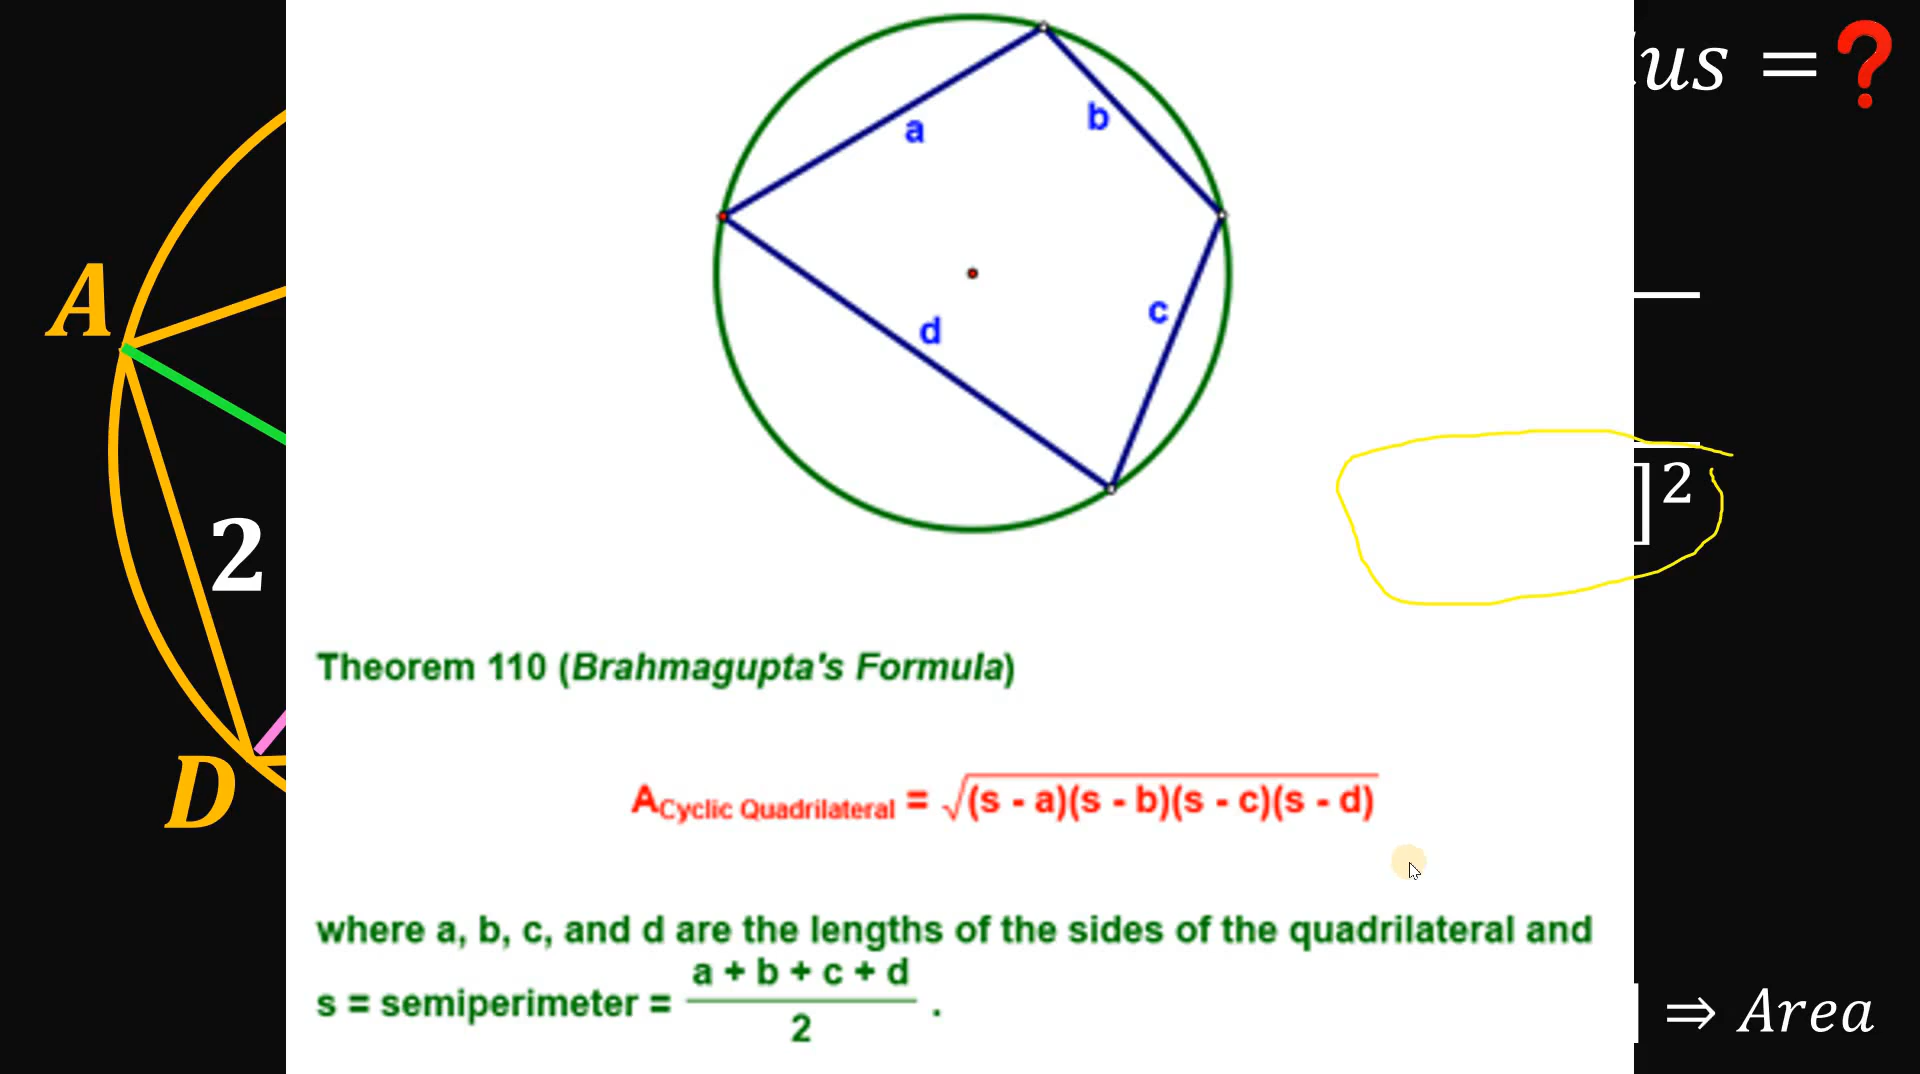 us = ❓
a
b
A
c
d
]²
2
Theorem 110 (Brahmagupta's Formula)
D
A_Cyclic Quadrilateral = √(s - a)(s - b)(s - c)(s - d)
where a, b, c, and d are the lengths of the sides of the quadrilateral and
s = semiperimeter = (a + b + c + d)/2 .
⇒ Area